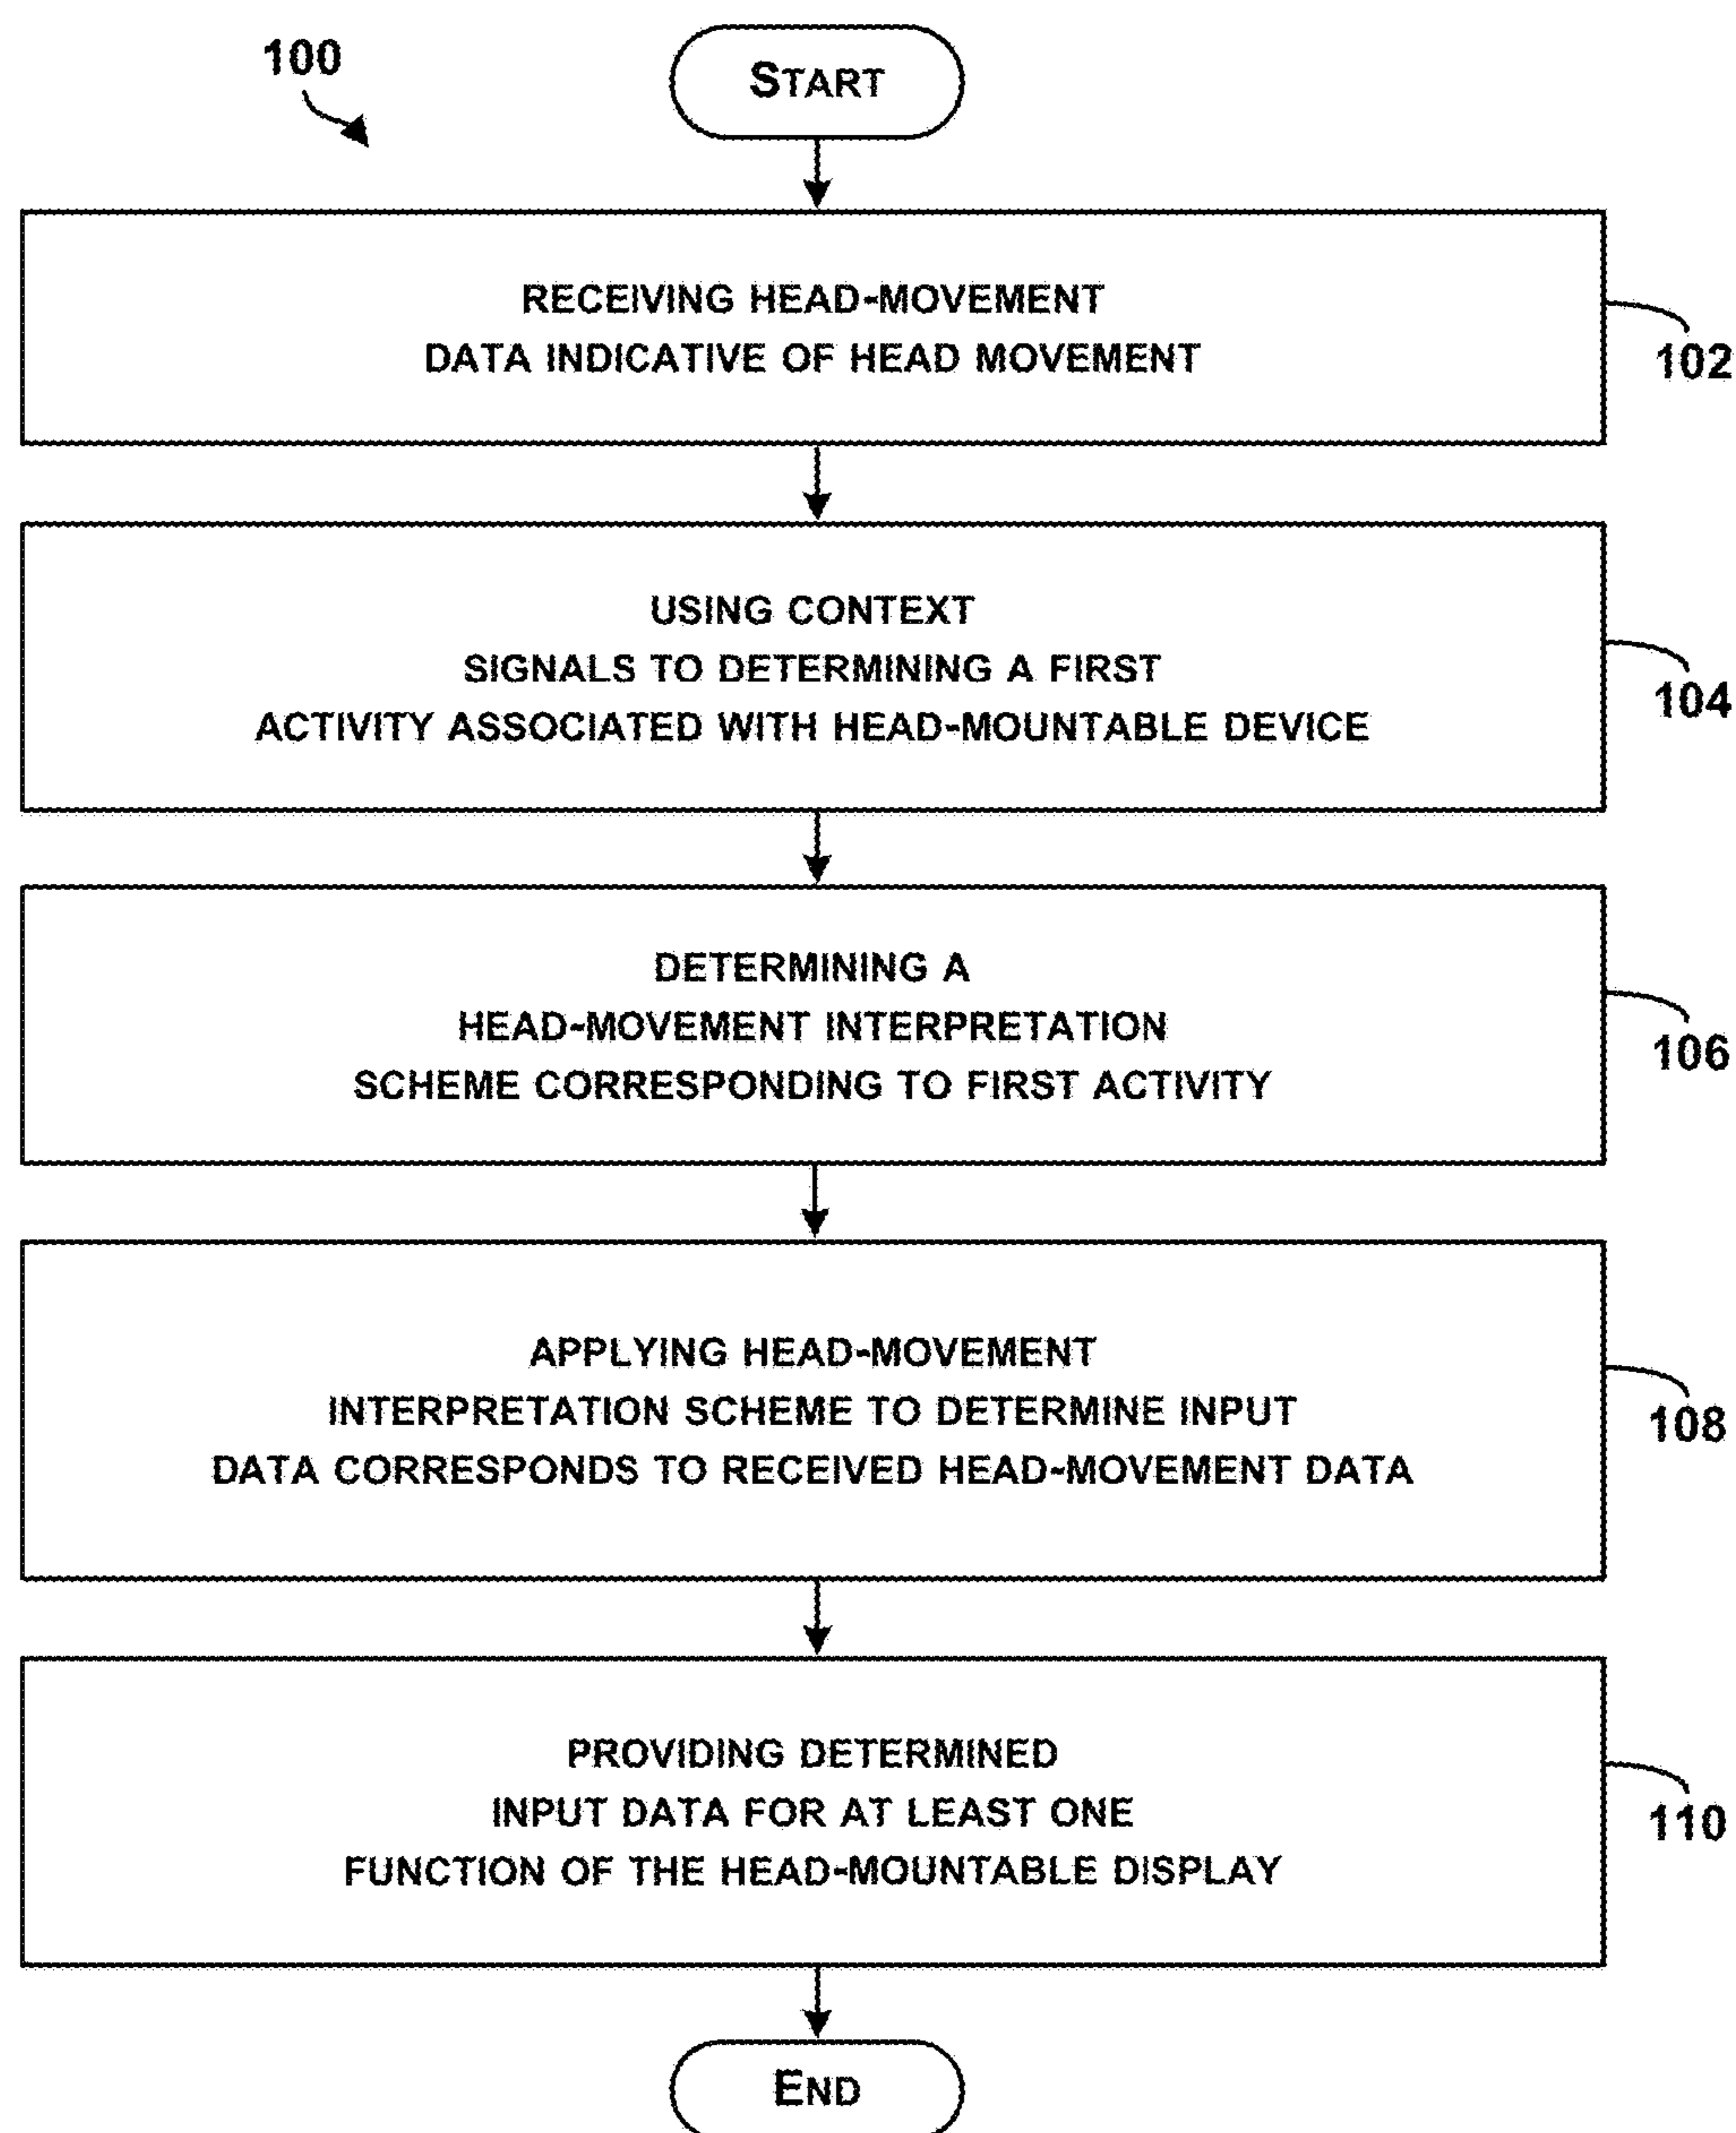 100
START
RECEIVING HEAD-MOVEMENT
DATA INDICATIVE OF HEAD MOVEMENT
102
USING CONTEXT
SIGNALS TO DETERMINING A FIRST
ACTIVITY ASSOCIATED WITH HEAD-MOUNTABLE DEVICE
104
DETERMINING A
HEAD-MOVEMENT INTERPRETATION
SCHEME CORRESPONDING TO FIRST ACTIVITY
106
APPLYING HEAD-MOVEMENT
INTERPRETATION SCHEME TO DETERMINE INPUT
DATA CORRESPONDS TO RECEIVED HEAD-MOVEMENT DATA
108
PROVIDING DETERMINED
INPUT DATA FOR AT LEAST ONE
FUNCTION OF THE HEAD-MOUNTABLE DISPLAY
110
END